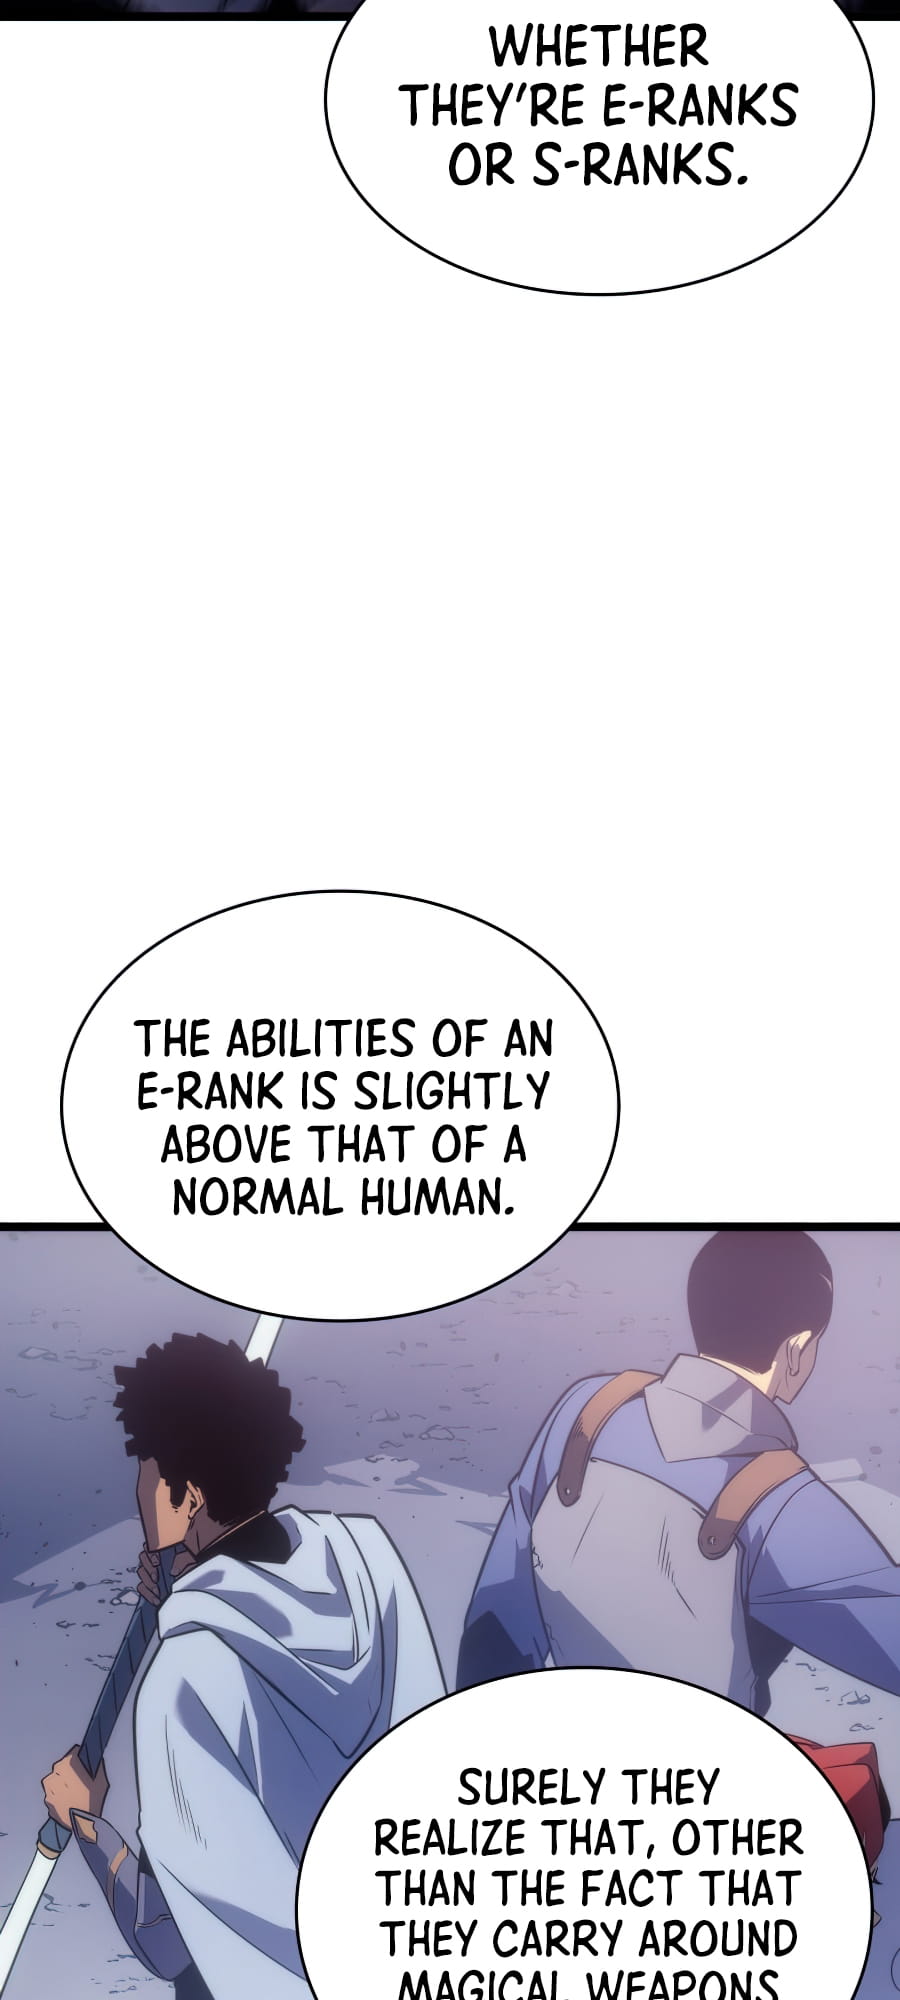 WHETHER
THEY'RE E-RANKS
OR S-RANKS.
THE ABILITIES OF AN
E-RANK IS SLIGHTLY
ABOVE THAT OF A
NORMAL HUMAN.
SURELY THEY
REALIZE THAT, OTHER
THAN THE FACT THAT
THEY CARRY AROUND
MAGICAL WEAPONS